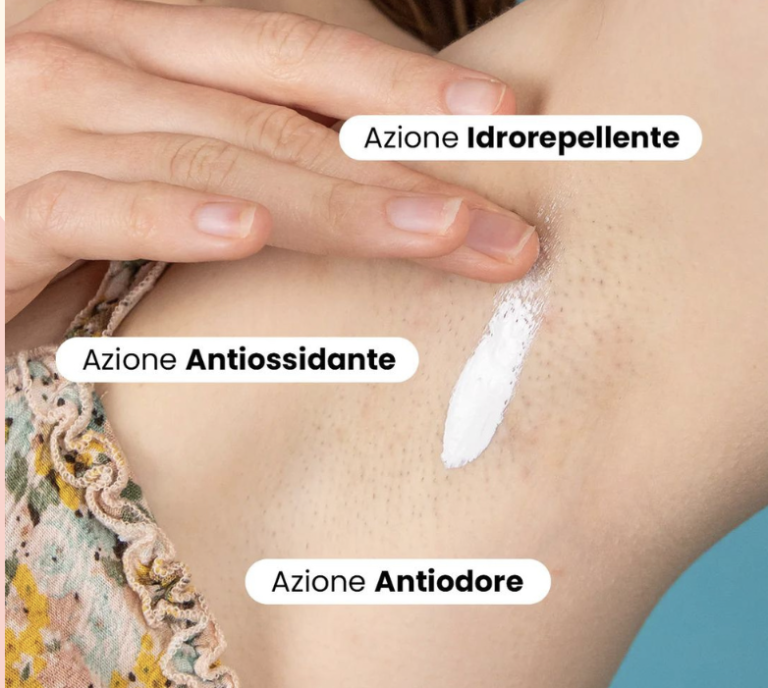 Azione Idrorepellente
Azione Antiossidante
Azione Antiodore